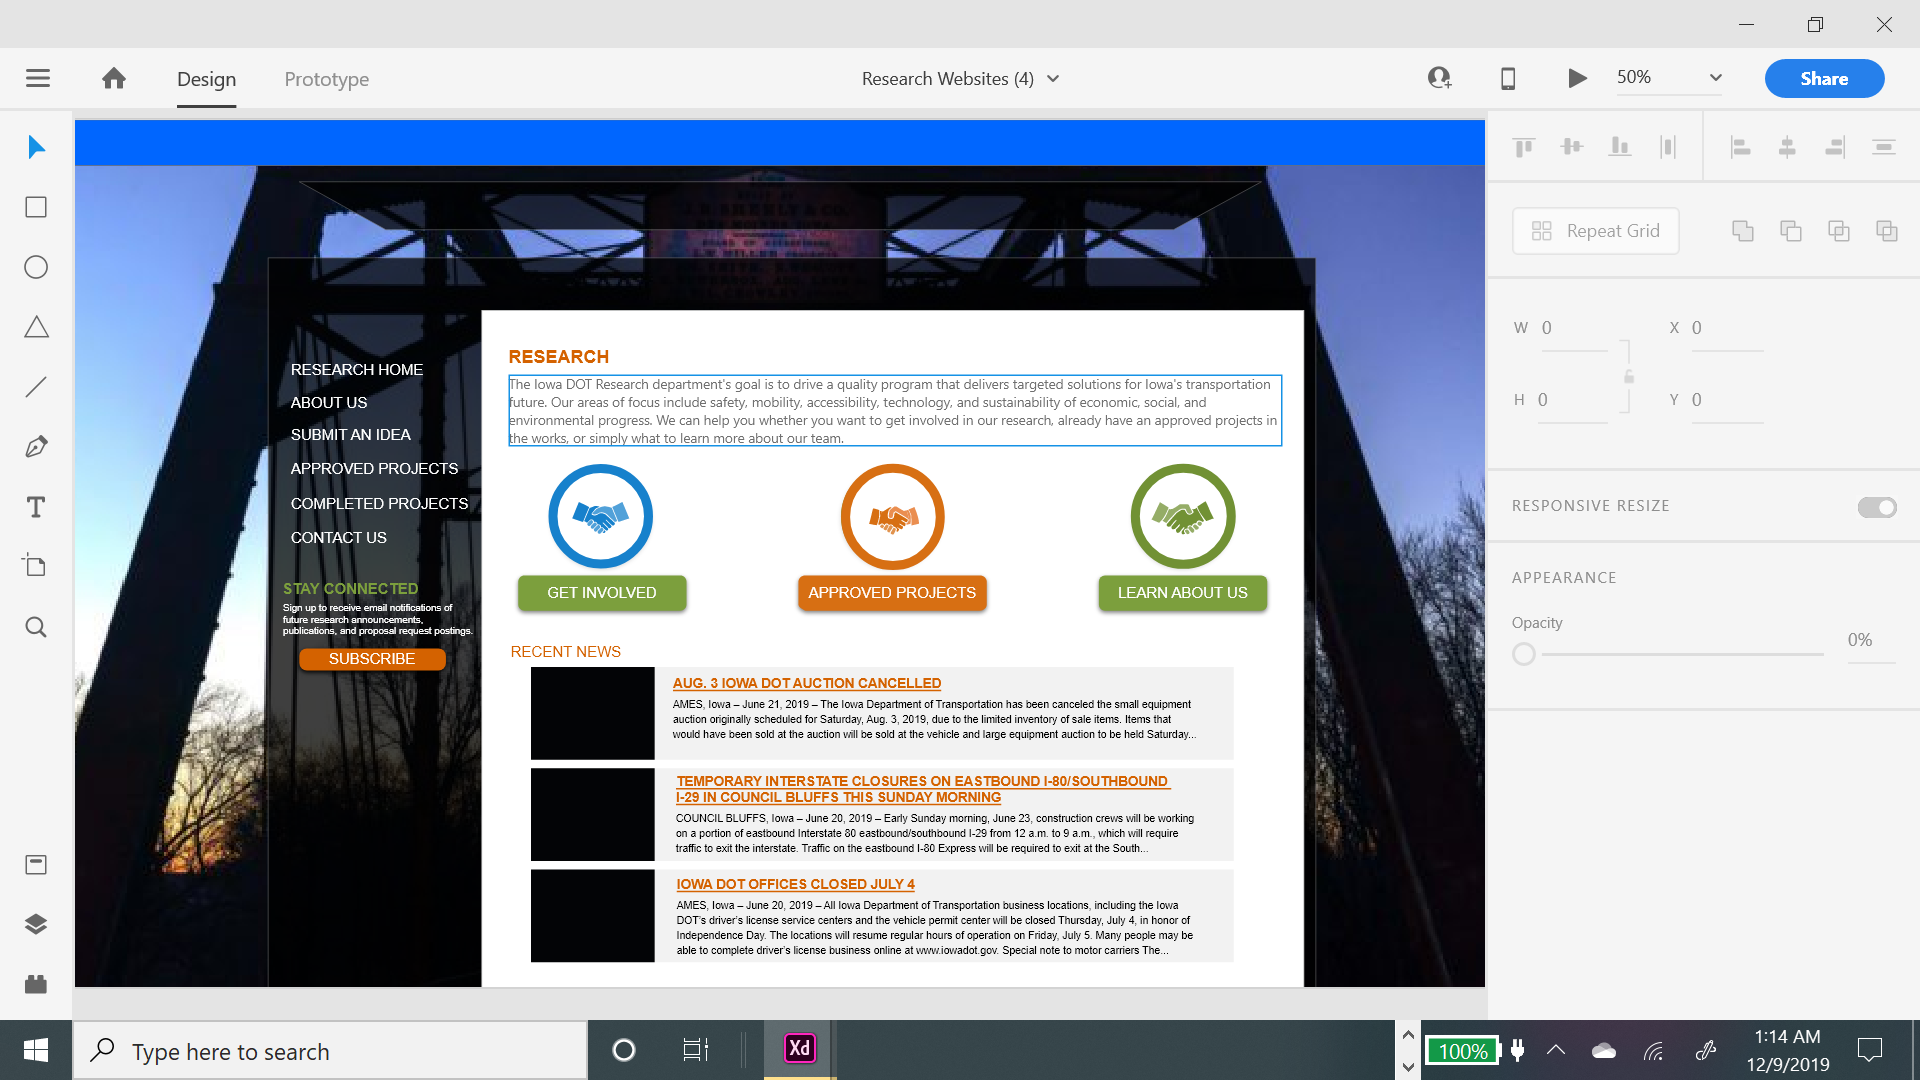 Design
Prototype
Research Websites (4)
50%
Share
Repeat Grid
W 0
X 0
H 0
Y 0
RESPONSIVE RESIZE
APPEARANCE
Opacity
0%
RESEARCH HOME
ABOUT US
SUBMIT AN IDEA
APPROVED PROJECTS
COMPLETED PROJECTS
CONTACT US
STAY CONNECTED
Sign up to receive email notifications of
future research announcements,
publications, and proposal request postings.
SUBSCRIBE
RESEARCH
The Iowa DOT Research department's goal is to drive a quality program that delivers targeted solutions for Iowa's transportation
future. Our areas of focus include safety, mobility, accessibility, technology, and sustainability of economic, social, and
environmental progress. We can help you whether you want to get involved in our research, already have an approved projects in
the works, or simply what to learn more about our team.
GET INVOLVED
APPROVED PROJECTS
LEARN ABOUT US
RECENT NEWS
AUG. 3 IOWA DOT AUCTION CANCELLED
AMES, Iowa – June 21, 2019 – The Iowa Department of Transportation has been canceled the small equipment
auction originally scheduled for Saturday, Aug. 3, 2019, due to the limited inventory of sale items. Items that
would have been sold at the auction will be sold at the vehicle and large equipment auction to be held Saturday...
TEMPORARY INTERSTATE CLOSURES ON EASTBOUND I-80/SOUTHBOUND
I-29 IN COUNCIL BLUFFS THIS SUNDAY MORNING
COUNCIL BLUFFS, Iowa – June 20, 2019 – Early Sunday morning, June 23, construction crews will be working
on a portion of eastbound Interstate 80 eastbound/southbound I-29 from 12 a.m. to 9 a.m., which will require
traffic to exit the interstate. Traffic on the eastbound I-80 Express will be required to exit at the South...
IOWA DOT OFFICES CLOSED JULY 4
AMES, Iowa – June 20, 2019 – All Iowa Department of Transportation business locations, including the Iowa
DOT's driver's license service centers and the vehicle permit center will be closed Thursday, July 4, in honor of
Independence Day. The locations will resume regular hours of operation on Friday, July 5. Many people may be
able to complete driver's license business online at www.iowadot.gov. Special note to motor carriers The...
Type here to search
Xd
100%
1:14 AM
12/9/2019